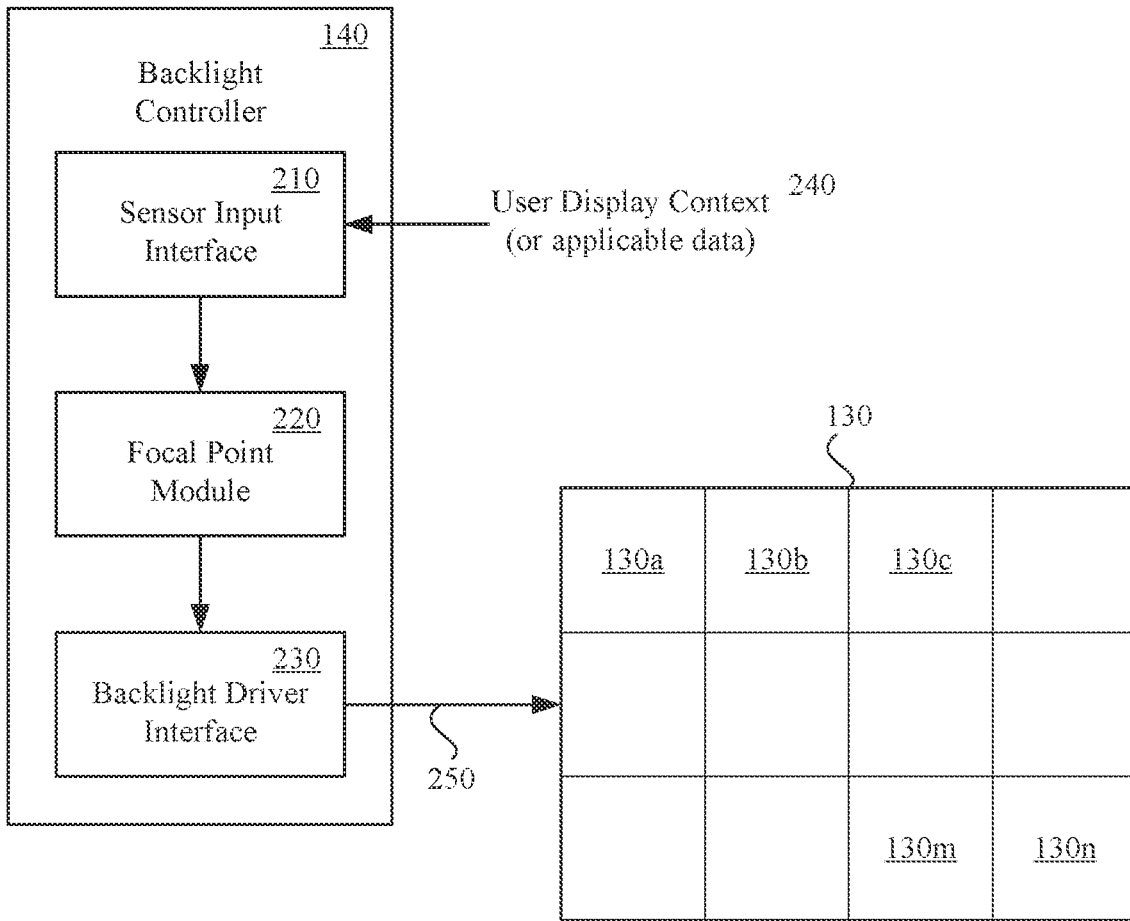 140
Backlight
Controller
210
Sensor Input
Interface
User Display Context 240
(or applicable data)
220
Focal Point
Module
130
130a 130b 130c
230
Backlight Driver
Interface
250
130m 130n